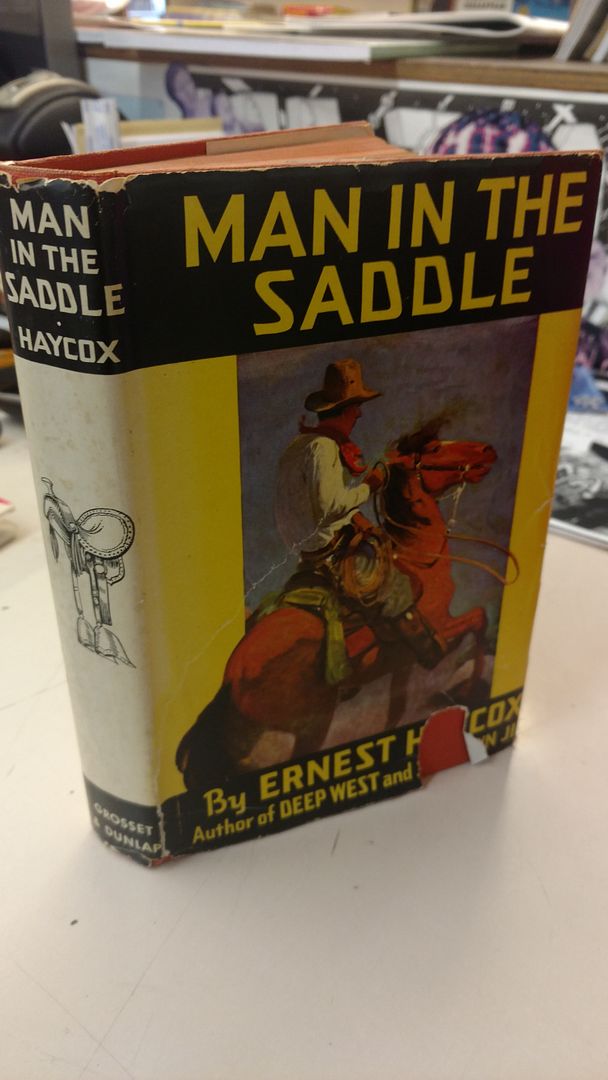 MAN
IN THE
SADDLE
HAYCOX
GROSSET
& DUNLAP
MAN IN THE
SADDLE
By ERNEST H COX
Author of DEEP WEST and